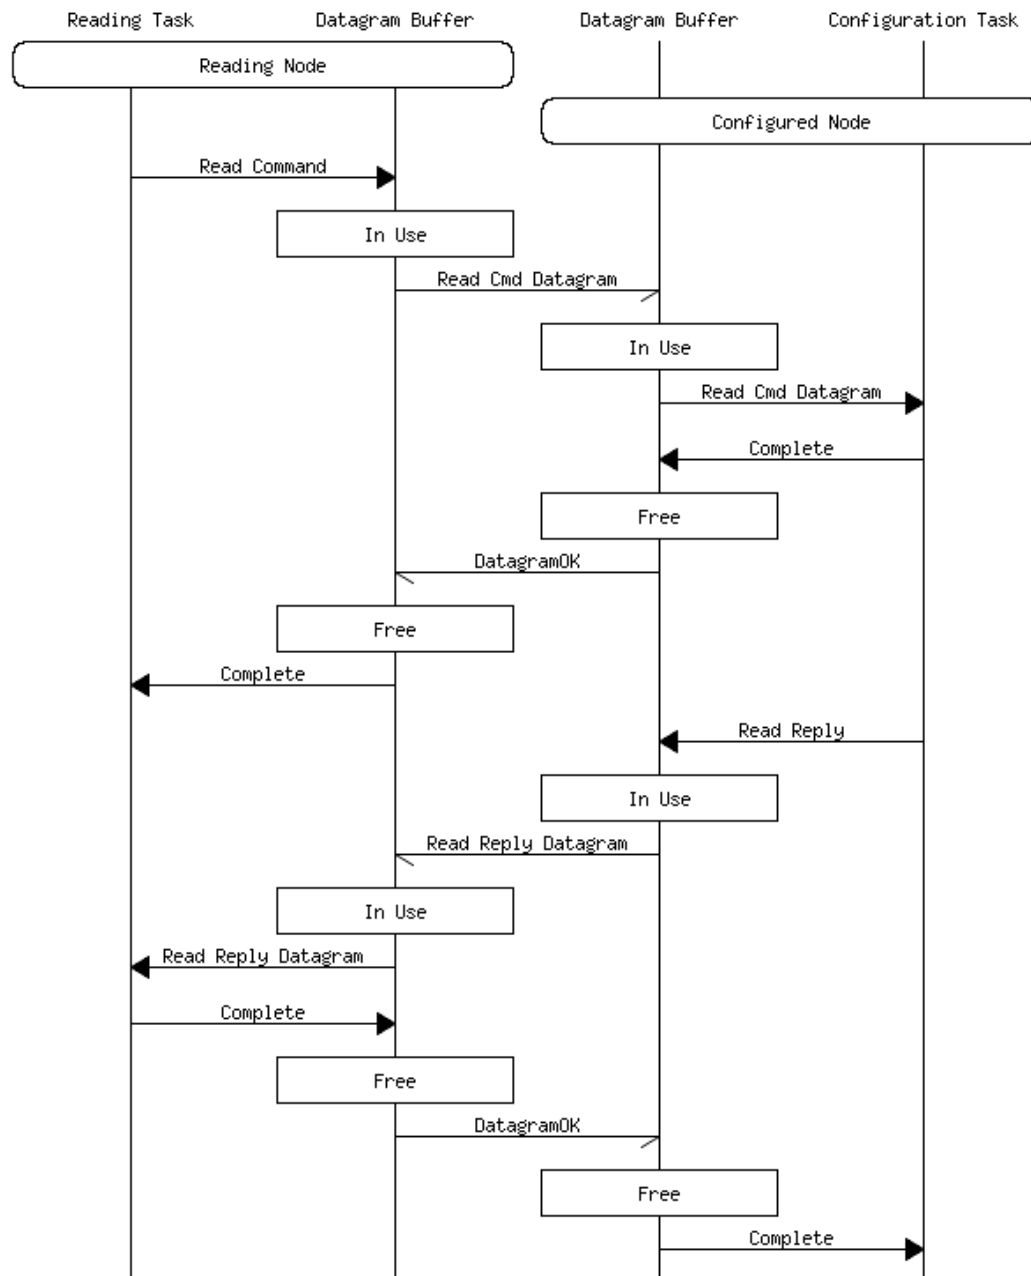 Reading Task
Datagram Buffer
Datagram Buffer
Configuration Task
Reading Node
Configured Node
Read Command
In Use
Read Cmd Datagram
In Use
Read Cmd Datagram
Complete
Free
DatagramOK
Free
Complete
Read Reply
In Use
Read Reply Datagram
In Use
Read Reply Datagram
Complete
Free
DatagramOK
Free
Complete